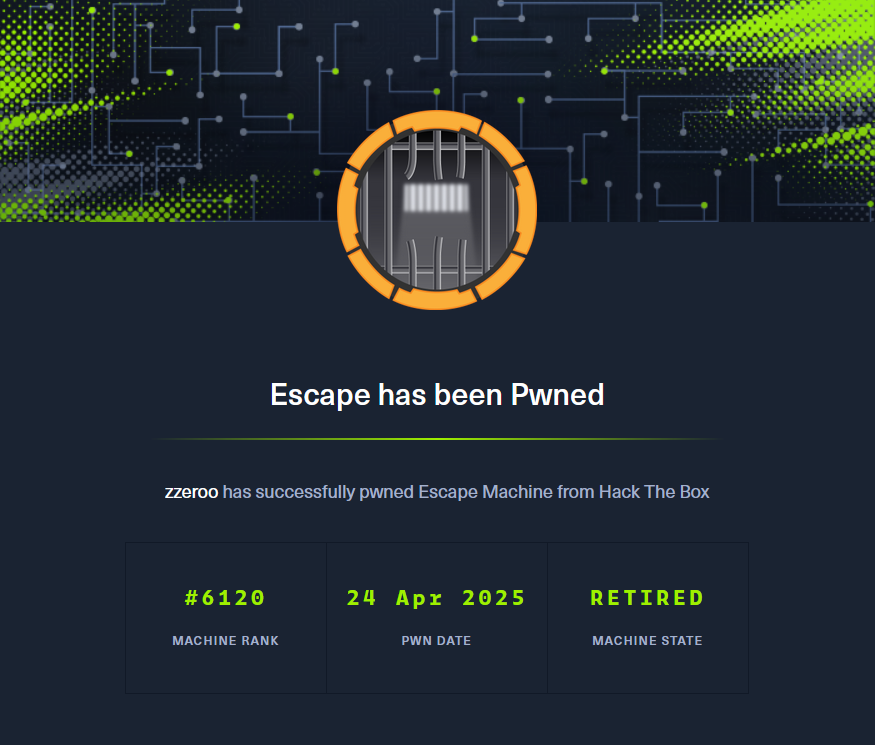 Escape has been Pwned
zzeroo has successfully pwned Escape Machine from Hack The Box
#6120
MACHINE RANK
24 Apr 2025
PWN DATE
RETIRED
MACHINE STATE